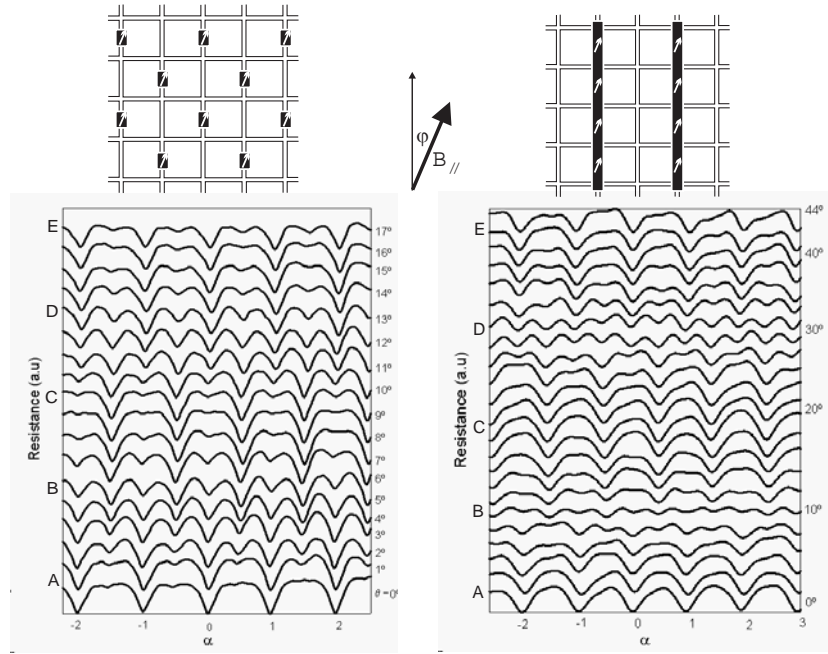 φ
B //
E
D
C
B
A
17º
16º
15º
14º
13º
12º
11º
10º
9º
8º
7º
6º
5º
4º
3º
2º
1º
θ=0º
Resistance (a.u)
-2
-1
0
1
2
α
E
D
C
B
A
44º
40º
30º
20º
10º
0º
Resistance (a.u)
-2
-1
0
1
2
3
α